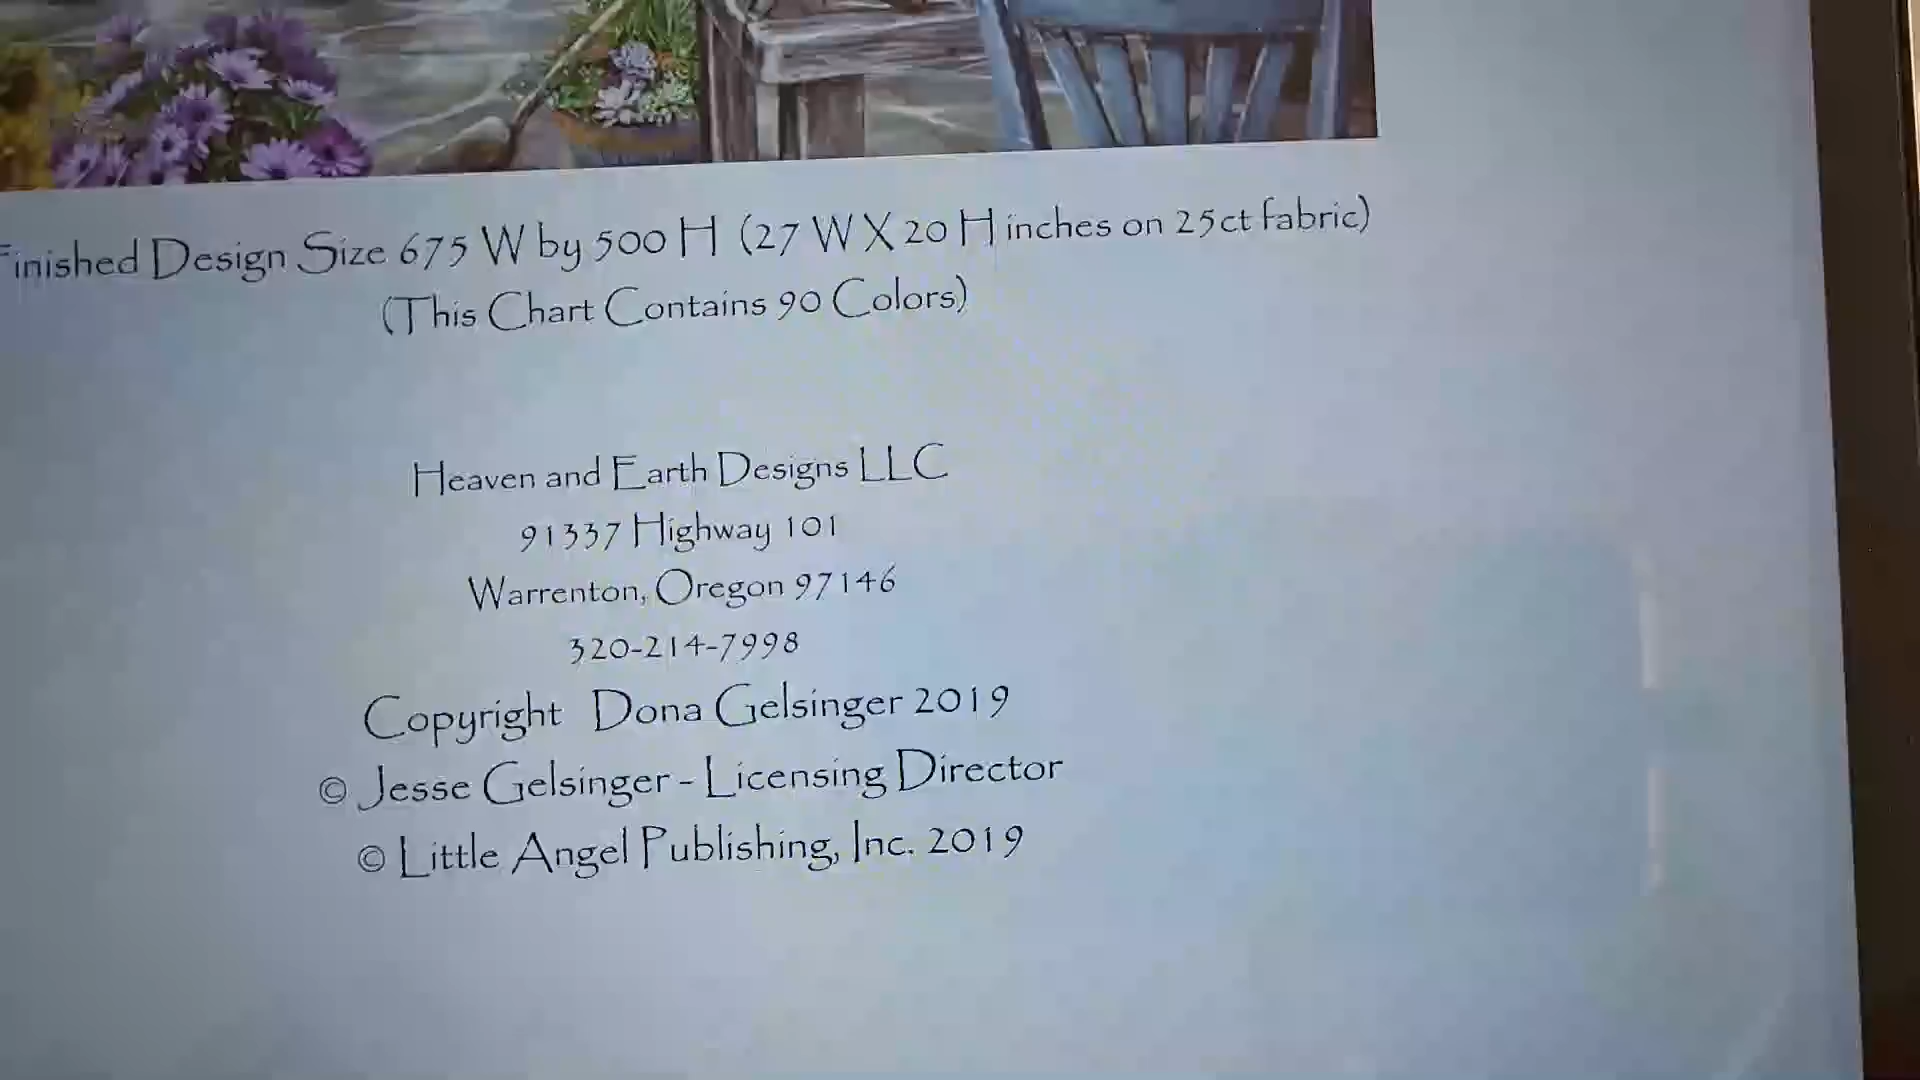 Finished Design Size 675 W by 500 H (27 W X 20 H inches on 25ct fabric)
(This Chart Contains 90 Colors)
Heaven and Earth Designs LLC
91337 Highway 101
Warrenton, Oregon 97146
320-214-7998
Copyright Dona Gelsinger 2019
© Jesse Gelsinger - Licensing Director
© Little Angel Publishing, Inc. 2019